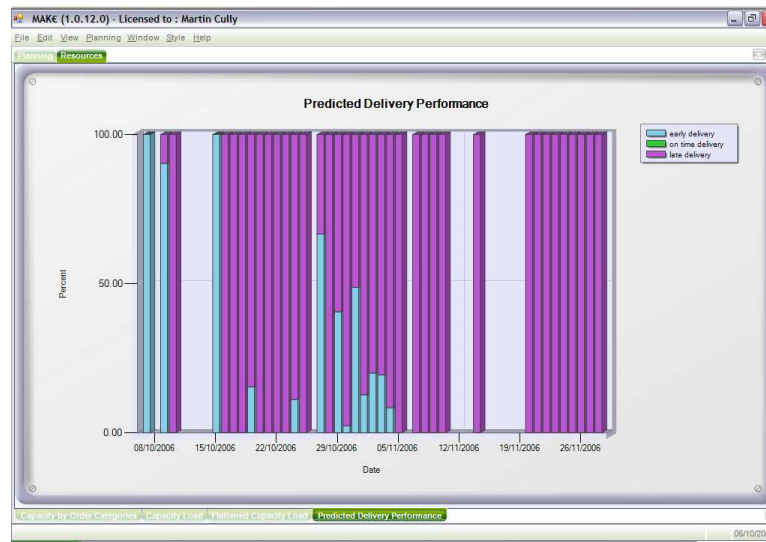 MAK€ (1.0.12.0) - Licensed to : Martin Cully
File Edit View Planning Window Style Help
Planning Resources
Predicted Delivery Performance
early delivery
on time delivery
late delivery
100.00
50.00
0.00
Percent
08/10/2006 15/10/2006 22/10/2006 29/10/2006 05/11/2006 12/11/2006 19/11/2006 26/11/2006
Date
Capacity by Order Categories Capacity Load Flattened Capacity Load Predicted Delivery Performance
05/10/20